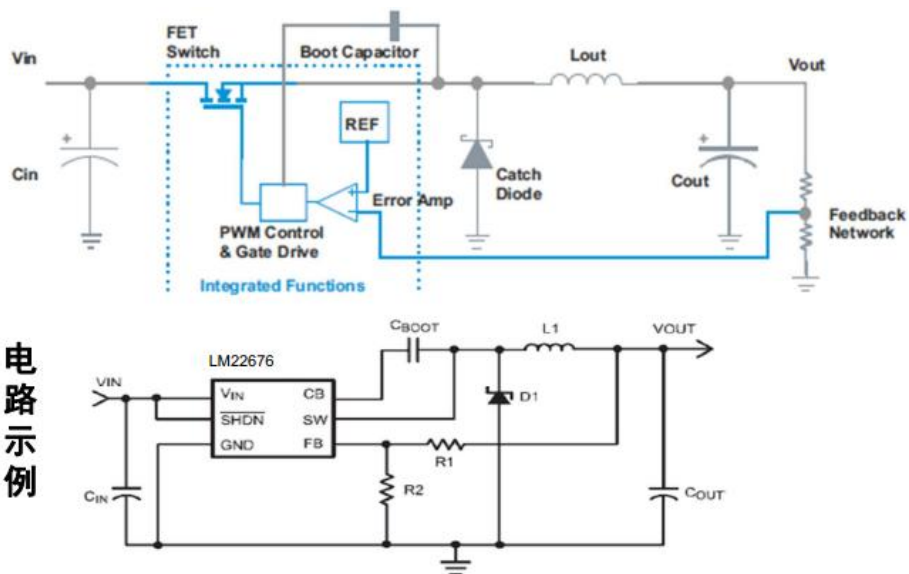 FET
Switch
Boot Capacitor
Vin
Lout
Vout
REF
+
Cin
+
-
Error Amp
Catch
Diode
+
Cout
PWM Control
& Gate Drive
Feedback
Network
Integrated Functions
电路示例
CBOOT
L1
VOUT
LM22676
VIN
VIN
CB
SHDN
SW
D1
GND
FB
R1
R2
CIN
COUT